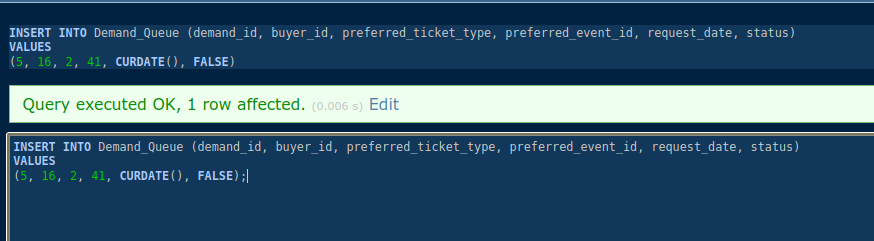 INSERT INTO Demand_Queue (demand_id, buyer_id, preferred_ticket_type, preferred_event_id, request_date, status)
VALUES
(5, 16, 2, 41, CURDATE(), FALSE)
Query executed OK, 1 row affected. (0.006 s) Edit
INSERT INTO Demand_Queue (demand_id, buyer_id, preferred_ticket_type, preferred_event_id, request_date, status)
VALUES
(5, 16, 2, 41, CURDATE(), FALSE);